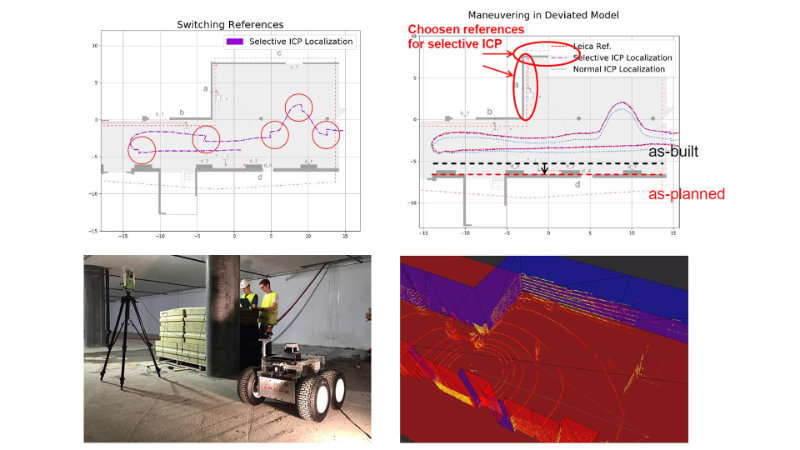 Switching References
Selective ICP Localization
10
5
0
−5
−10
−15
−15
−10
−5
0
5
10
15
a
b
c
d
Maneuvering in Deviated Model
Choosen references
for selective ICP
Leica Ref.
Selective ICP Localization
Normal ICP Localization
10
5
0
−5
−10
−15
−10
−5
0
5
10
15
a
b
d
as-built
as-planned